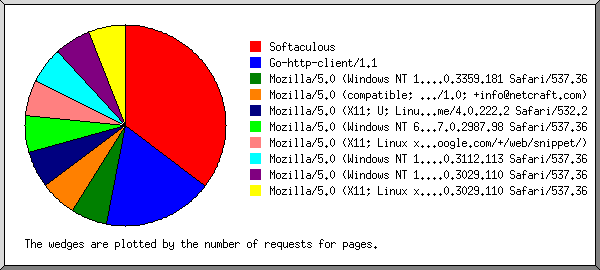 Softaculous
Go-http-client/1.1
Mozilla/5.0 (Windows NT 1....0.3359.181 Safari/537.36
Mozilla/5.0 (compatible; .../1.0; +info@netcraft.com)
Mozilla/5.0 (X11; U; Linu...me/4.0.222.2 Safari/532.2
Mozilla/5.0 (Windows NT 6...7.0.2987.98 Safari/537.36
Mozilla/5.0 (X11; Linux x...oogle.com/+/web/snippet/)
Mozilla/5.0 (Windows NT 1....0.3112.113 Safari/537.36
Mozilla/5.0 (Windows NT 1....0.3029.110 Safari/537.36
Mozilla/5.0 (X11; Linux x....0.3029.110 Safari/537.36
The wedges are plotted by the number of requests for pages.